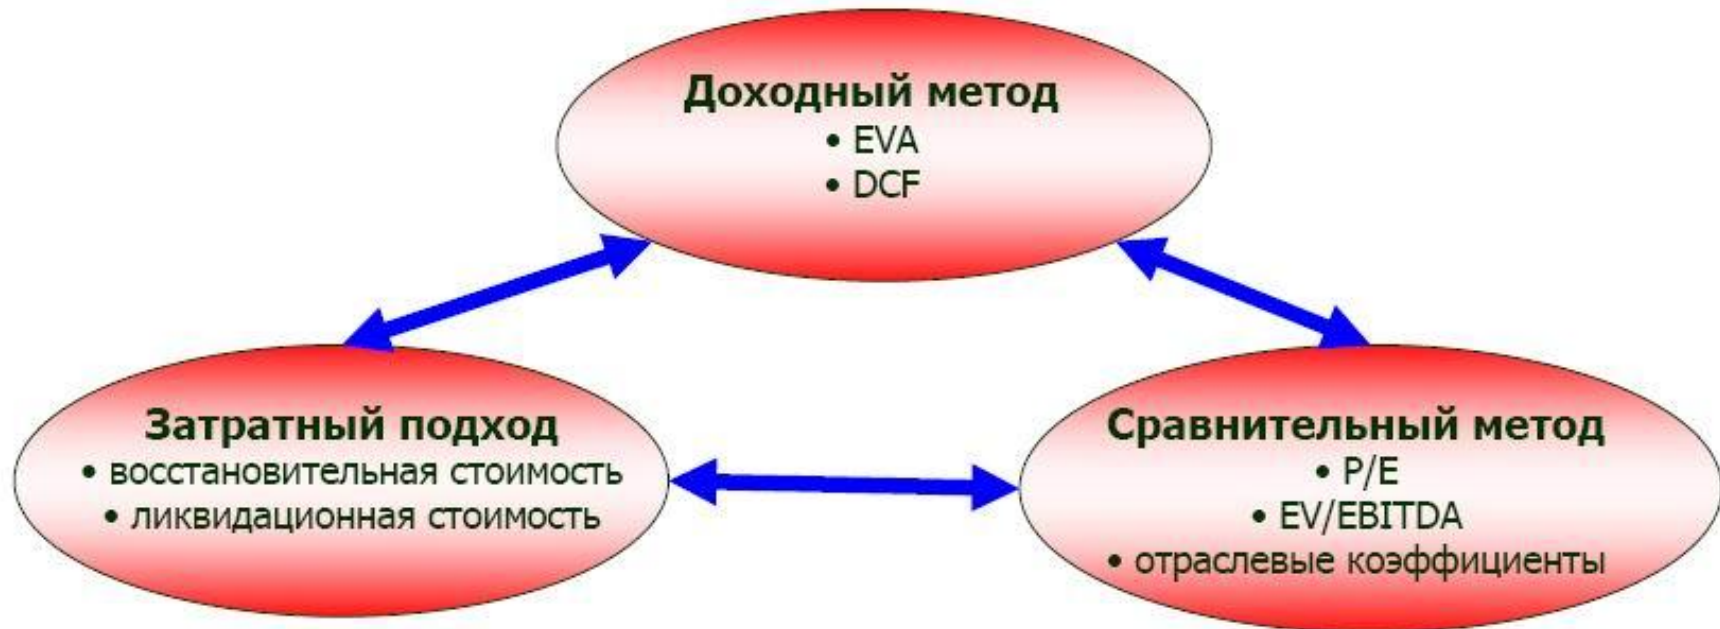 Доходный метод
• EVA
• DCF
Затратный подход
• восстановительная стоимость
• ликвидационная стоимость
Сравнительный метод
• P/E
• EV/EBITDA
• отраслевые коэффициенты